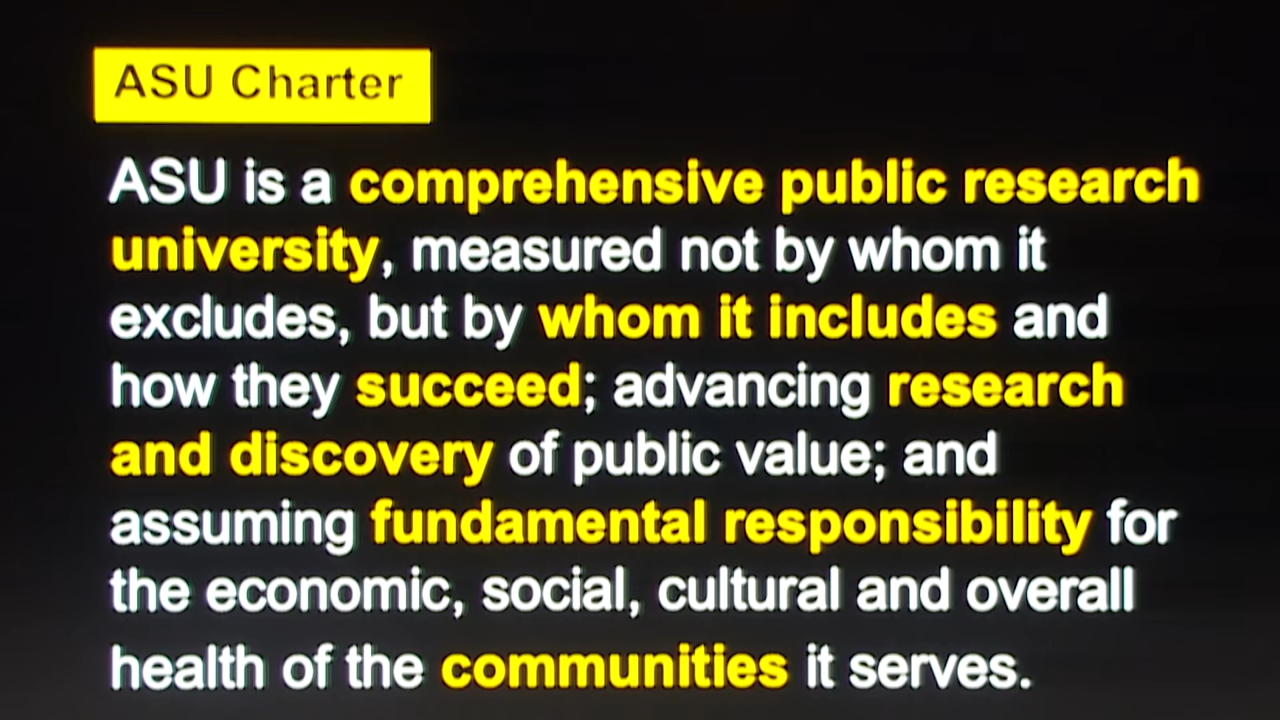 ASU Charter
ASU is a comprehensive public research
university, measured not by whom it
excludes, but by whom it includes and
how they succeed; advancing research
and discovery of public value; and
assuming fundamental responsibility for
the economic, social, cultural and overall
health of the communities it serves.